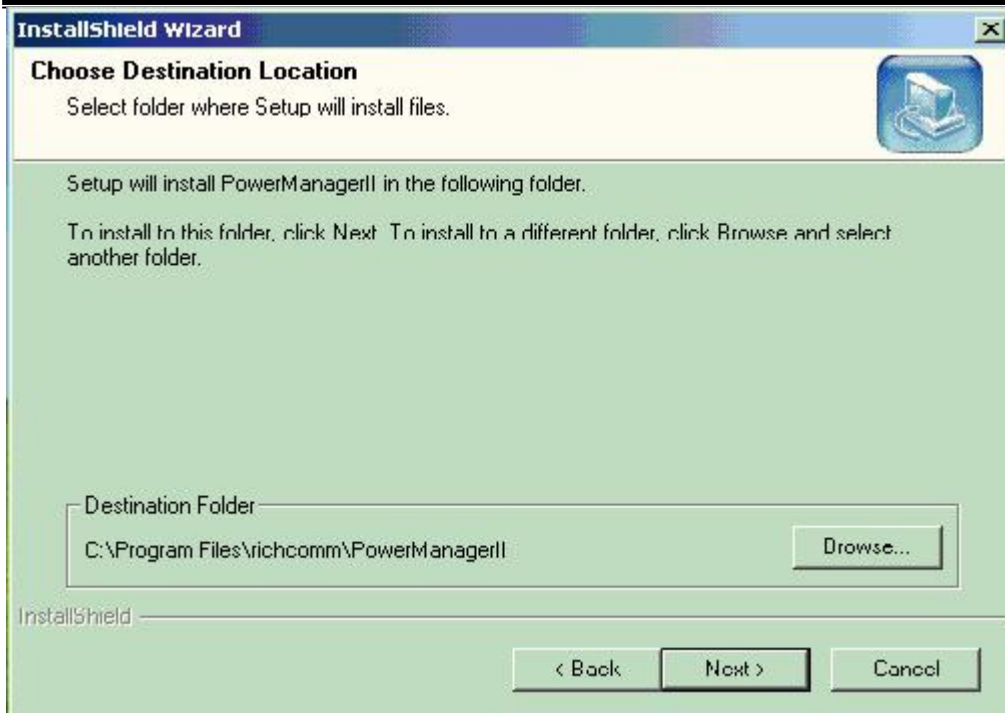 InstallShield Wizard
Choose Destination Location
Select folder where Setup will install files.
Setup will install PowerManagerII in the following folder.
To install to this folder, click Next. To install to a different folder, click Browse and select
another folder.
Destination Folder
C:\Program Files\richcomm\PowerManagerII
Browse...
InstallShield
< Back
Next >
Cancel